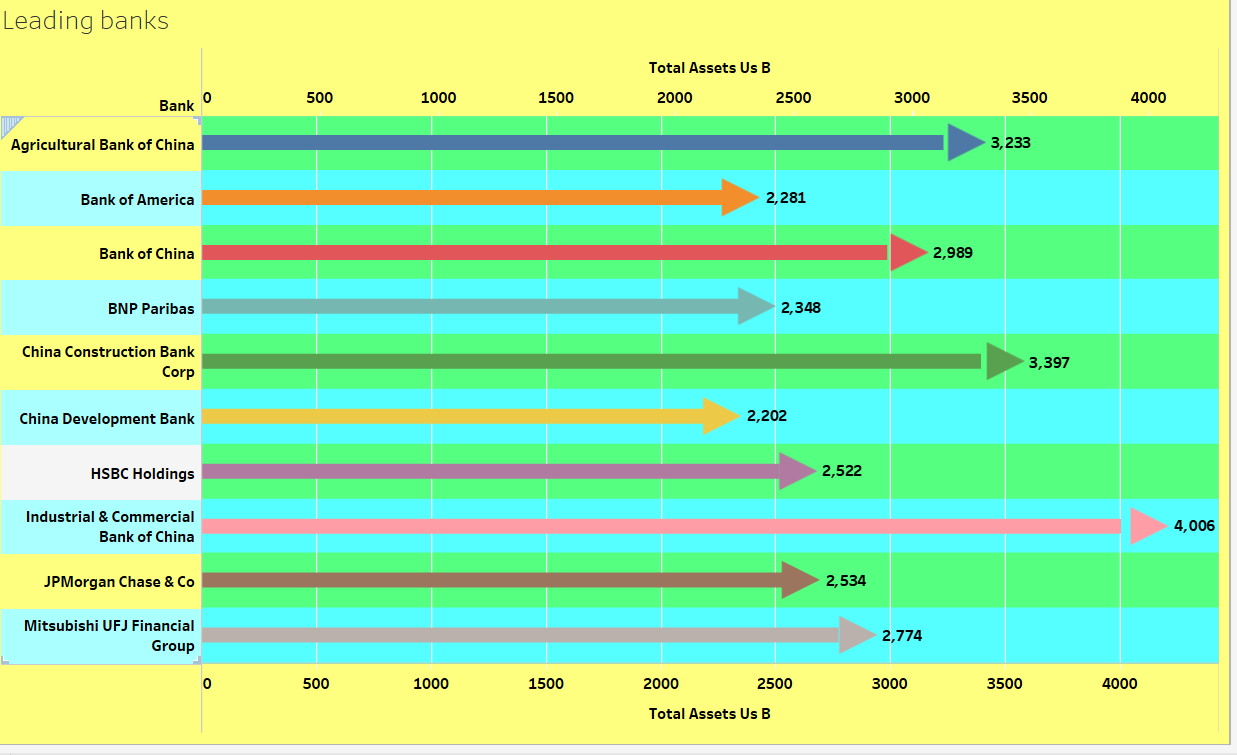 Leading banks
Total Assets Us B
Bank
0 500 1000 1500 2000 2500 3000 3500 4000
Agricultural Bank of China 3,233
Bank of America 2,281
Bank of China 2,989
BNP Paribas 2,348
China Construction Bank
Corp 3,397
China Development Bank 2,202
HSBC Holdings 2,522
Industrial & Commercial
Bank of China 4,006
JPMorgan Chase & Co 2,534
Mitsubishi UFJ Financial
Group 2,774
0 500 1000 1500 2000 2500 3000 3500 4000
Total Assets Us B